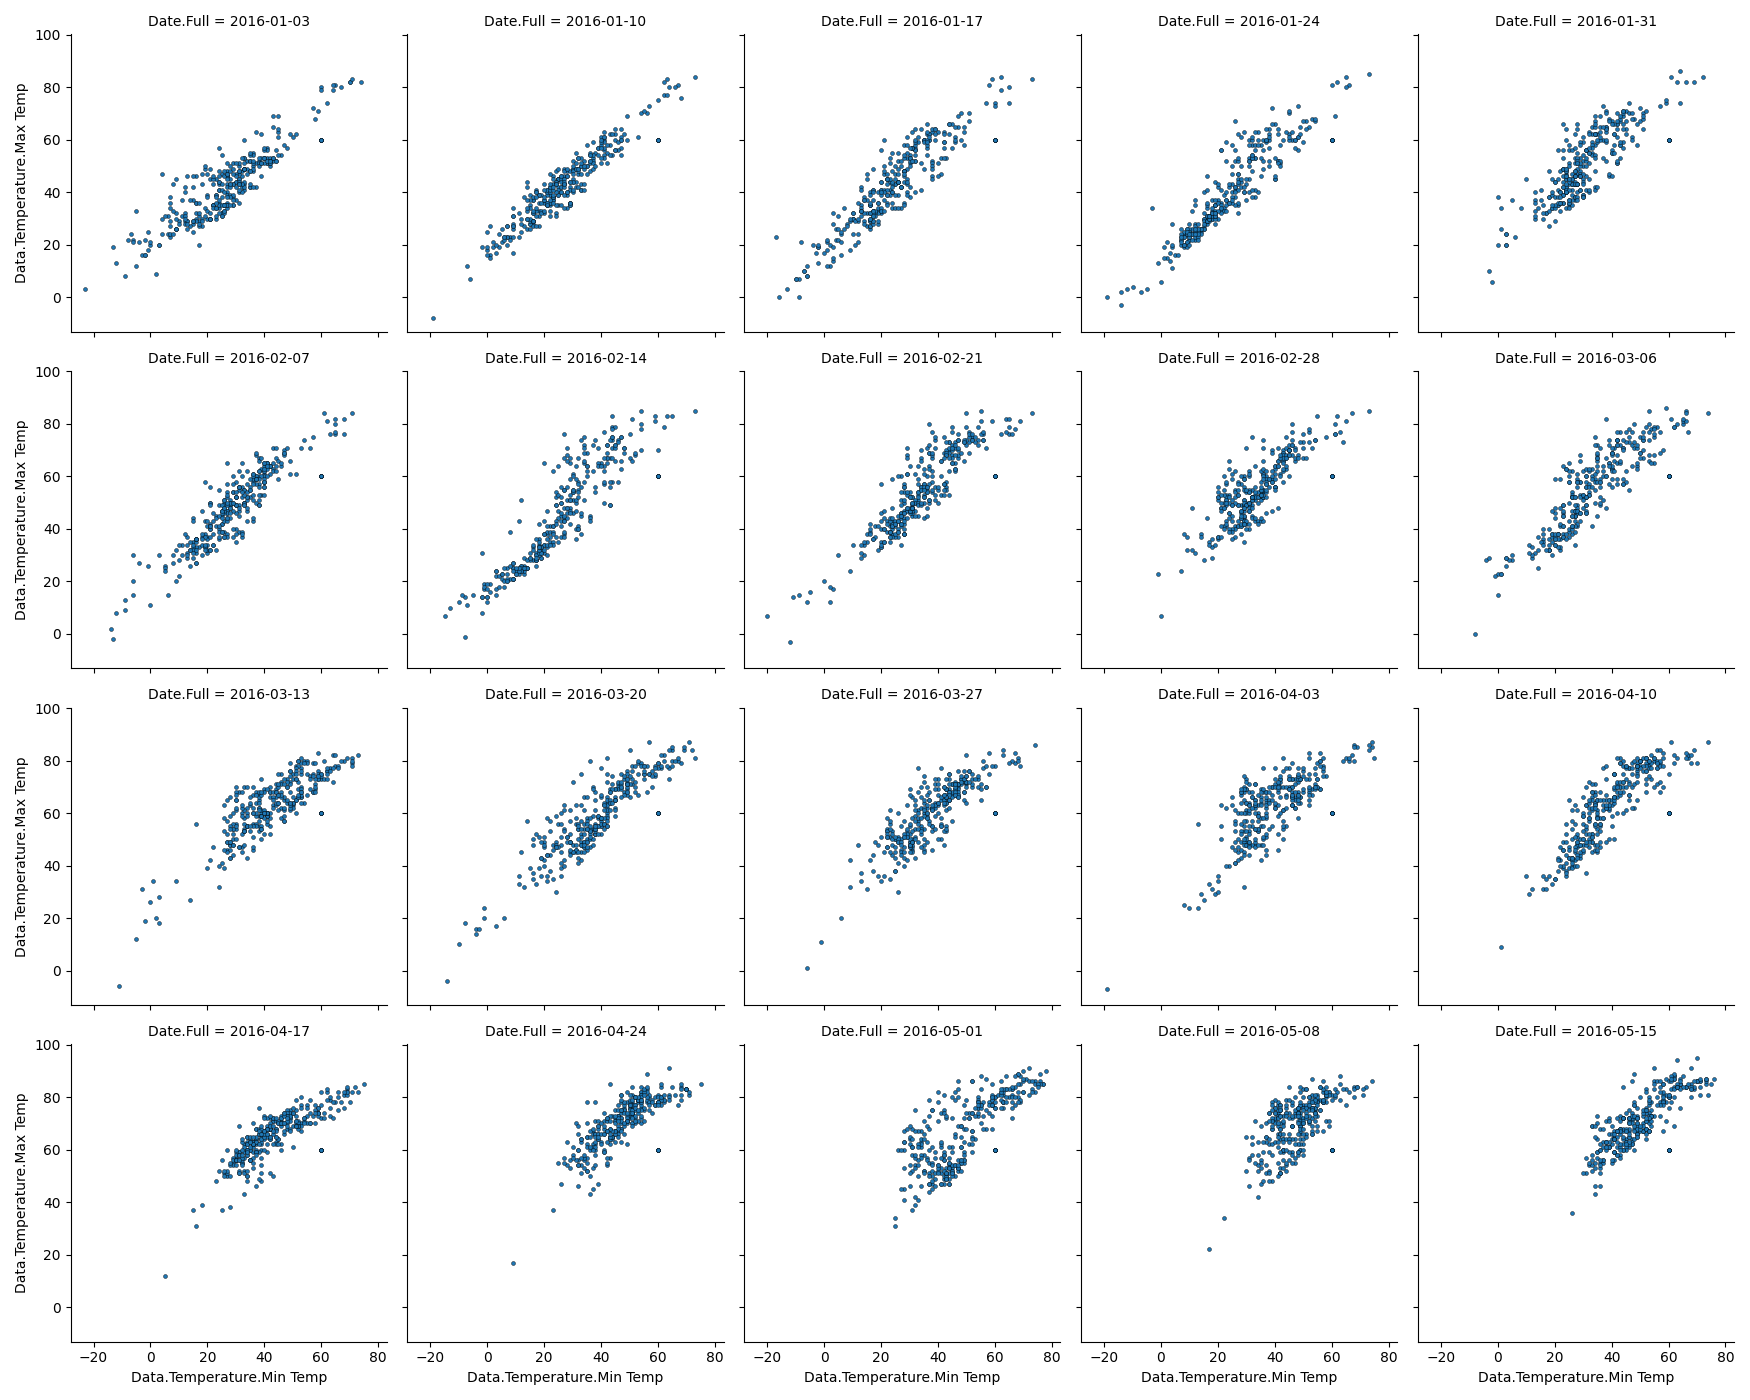 Date.Full = 2016-01-03 Date.Full = 2016-01-10 Date.Full = 2016-01-17 Date.Full = 2016-01-24 Date.Full = 2016-01-31
100
80
60
40
20
0
Data.Temperature.Max Temp
Date.Full = 2016-02-07 Date.Full = 2016-02-14 Date.Full = 2016-02-21 Date.Full = 2016-02-28 Date.Full = 2016-03-06
100
80
60
40
20
0
Data.Temperature.Max Temp
Date.Full = 2016-03-13 Date.Full = 2016-03-20 Date.Full = 2016-03-27 Date.Full = 2016-04-03 Date.Full = 2016-04-10
100
80
60
40
20
0
Data.Temperature.Max Temp
Date.Full = 2016-04-17 Date.Full = 2016-04-24 Date.Full = 2016-05-01 Date.Full = 2016-05-08 Date.Full = 2016-05-15
100
80
60
40
20
0
Data.Temperature.Max Temp
−20 0 20 40 60 80 −20 0 20 40 60 80 −20 0 20 40 60 80 −20 0 20 40 60 80 −20 0 20 40 60 80
Data.Temperature.Min Temp Data.Temperature.Min Temp Data.Temperature.Min Temp Data.Temperature.Min Temp Data.Temperature.Min Temp